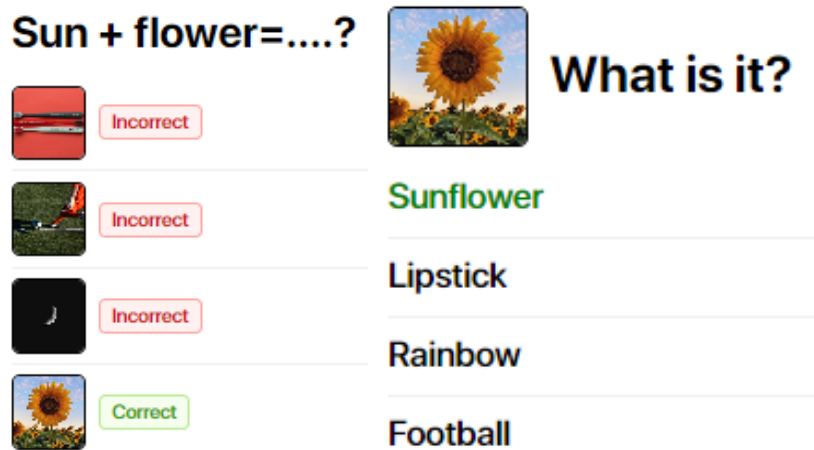 Sun + flower=....?
Incorrect
Incorrect
Incorrect
Correct
What is it?
Sunflower
Lipstick
Rainbow
Football